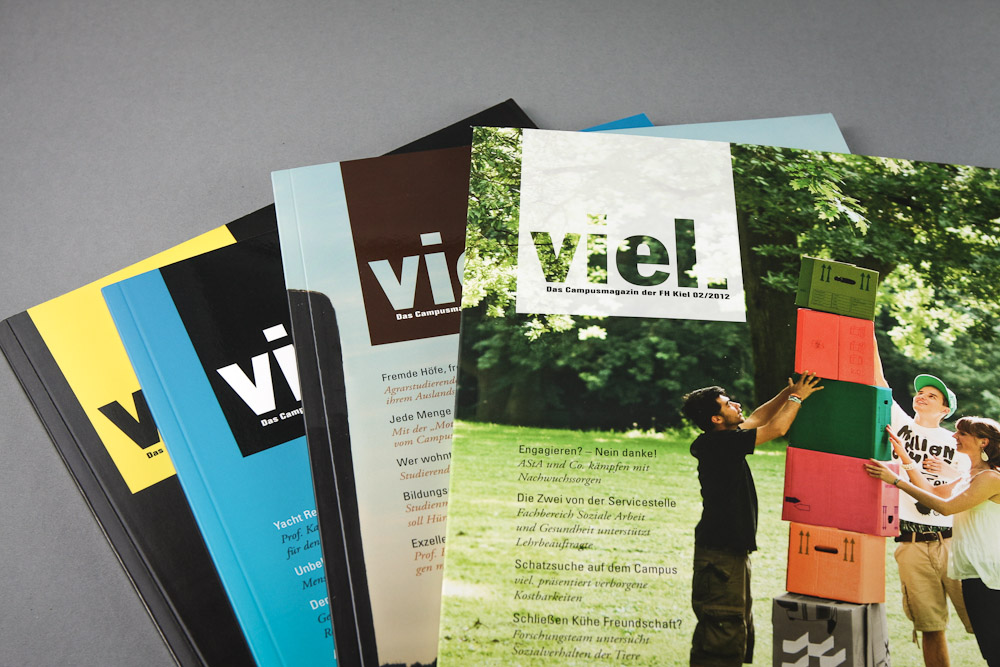 v
Das
vi
Das Camp
Yacht Re
Prof. Ka
für den
Unbe
Mens
Der
Ge
vie
Das Campusma
Fremde Höfe, fr
Agrarstudierend
ihrem Auslands
Jede Menge
Mit der „Mo
vom Campus
Wer wohnt
Studierend
Bildungs
Studienn
soll Hür
Exzelle
Prof. I
gen m
viel.
Das Campusmagazin der FH Kiel 02/2012
Engagieren? – Nein danke!
AStA und Co. kämpfen mit
Nachwuchssorgen
Die Zwei von der Servicestelle
Fachbereich Soziale Arbeit
und Gesundheit unterstützt
Lehrbeauftragte
Schatzsuche auf dem Campus
viel. präsentiert verborgene
Kostbarkeiten
Schließen Kühe Freundschaft?
Forschungsteam untersucht
Sozialverhalten der Tiere